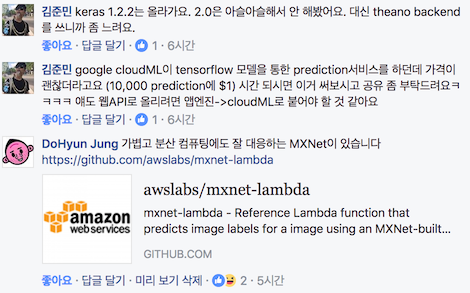 김준민 keras 1.2.2는 올라가요. 2.0은 아슬아슬해서 안 해봤어요. 대신 theano backend
를 쓰니까 좀 느려요.
좋아요 · 답글 달기 · 1 · 6시간
김준민 google cloudML이 tensorflow 모델을 통한 prediction서비스를 하던데 가격이
괜찮더라고요 (10,000 prediction에 $1) 시간 되시면 이거 써보시고 공유 좀 부탁드려요ㅋ
ㅋㅋㅋ 얘도 웹API로 올리려면 앱엔진->cloudML로 붙어야 할 것 같아요
좋아요 · 답글 달기 · 1 · 6시간
DoHyun Jung 가볍고 분산 컴퓨팅에도 잘 대응하는 MXNet이 있습니다
https://github.com/awslabs/mxnet-lambda
awslabs/mxnet-lambda
amazon
web services
mxnet-lambda - Reference Lambda function that
predicts image labels for a image using an MXNet-built...
GITHUB.COM
좋아요 · 답글 달기 · 미리 보기 삭제 · 2 · 5시간